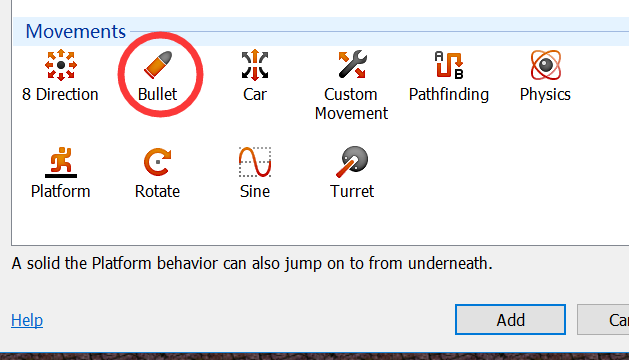 Movements
8 Direction Bullet Car Custom Movement Pathfinding Physics
Platform Rotate Sine Turret
A solid the Platform behavior can also jump on to from underneath.
Help Add